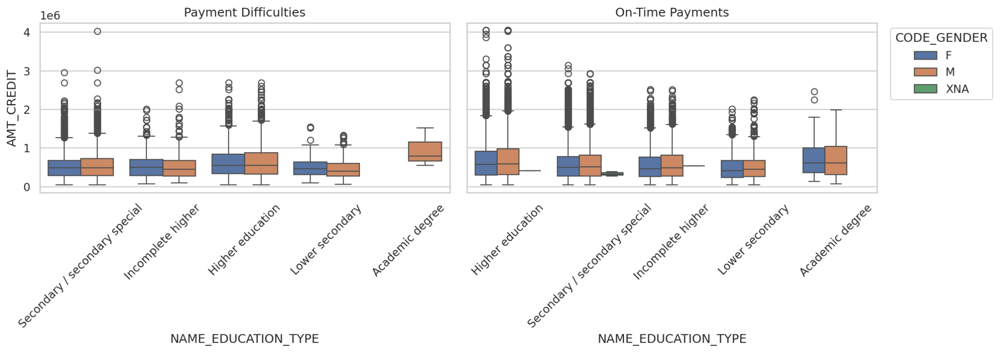 Payment Difficulties
On-Time Payments
1e6
4
3
2
1
0
AMT_CREDIT
Secondary / secondary special
Incomplete higher
Higher education
Lower secondary
Academic degree
NAME_EDUCATION_TYPE
Higher education
Secondary / secondary special
Incomplete higher
Lower secondary
Academic degree
NAME_EDUCATION_TYPE
CODE_GENDER
F
M
XNA